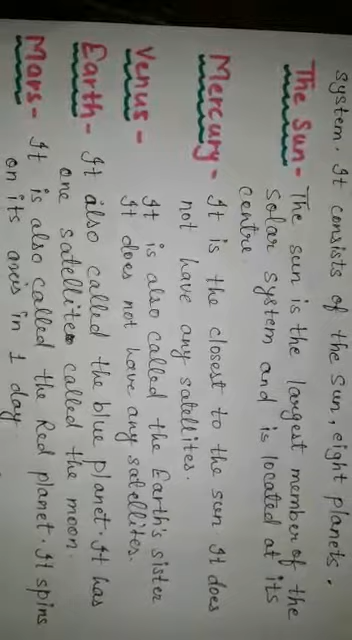 system. It consists of the Sun, eight planets.
The Sun- The sun is the largest member of the
solar system and is located at its
centre.
Mercury- It is the closest to the sun. It does
not have any satellites.
Venus- It is also called the Earth's sister
It does not have any satellites.
Earth- It also called the blue planet. It has
one satellite called the moon.
Mars- It is also called the Red planet. It spins
on its axis in 1 day